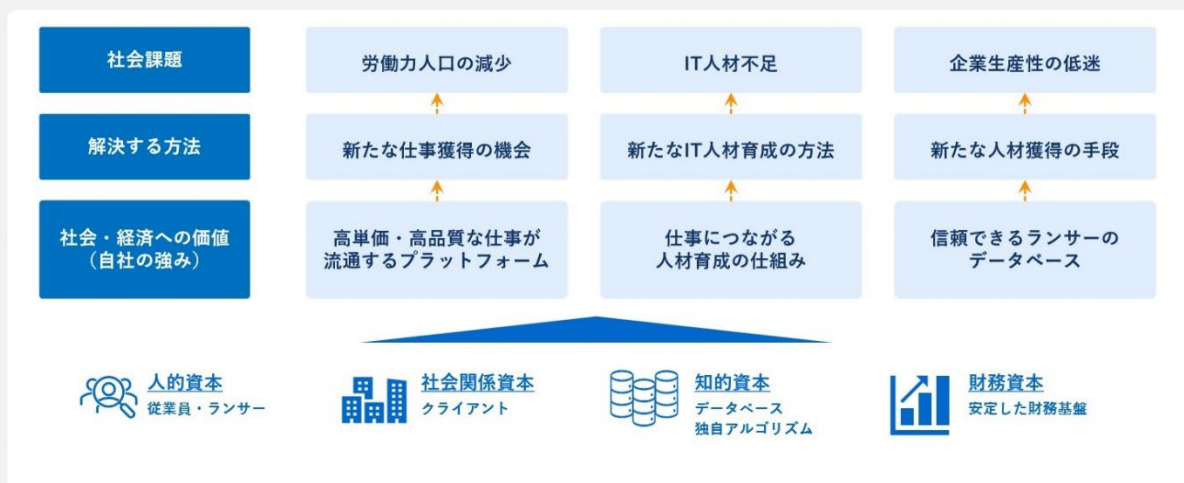 社会課題
労働力人口の減少
IT人材不足
企業生産性の低迷
解決する方法
新たな仕事獲得の機会
新たなIT人材育成の方法
新たな人材獲得の手段
社会・経済への価値
（自社の強み）
高単価・高品質な仕事が
流通するプラットフォーム
仕事につながる
人材育成の仕組み
信頼できるランサーの
データベース
人的資本
従業員・ランサー
社会関係資本
クライアント
知的資本
データベース
独自アルゴリズム
財務資本
安定した財務基盤